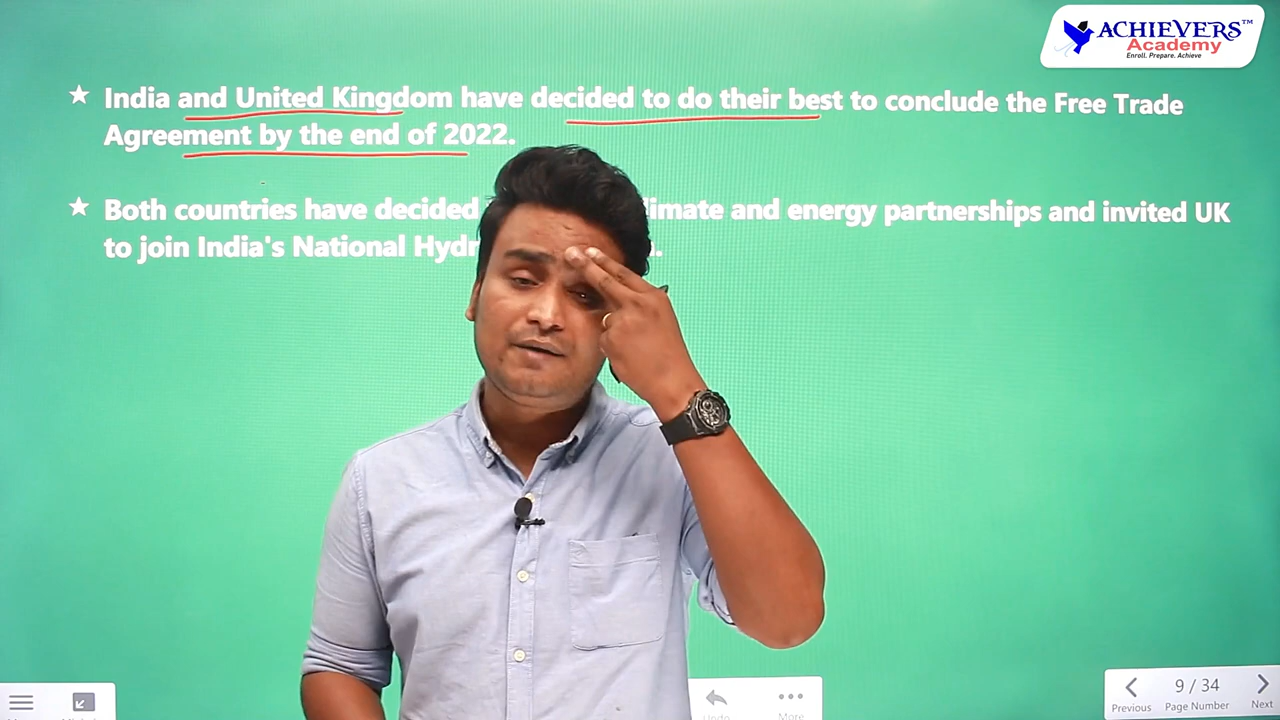 ACHIEVERS™
Academy
Enroll. Prepare. Achieve
★ India and United Kingdom have decided to do their best to conclude the Free Trade
Agreement by the end of 2022.
★ Both countries have decided climate and energy partnerships and invited UK
to join India's National
Undo
More
Previous
9 / 34
Page Number
Next